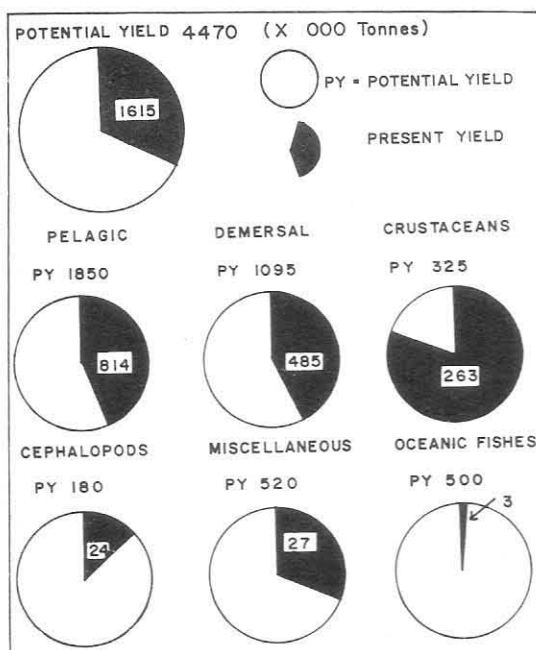 POTENTIAL YIELD 4470 (X 000 Tonnes)
1615
PY = POTENTIAL YIELD
PRESENT YIELD
PELAGIC DEMERSAL CRUSTACEANS
PY 1850 PY 1095 PY 325
814 485 263
CEPHALOPODS MISCELLANEOUS OCEANIC FISHES
PY 180 PY 520 PY 500
3
24 27